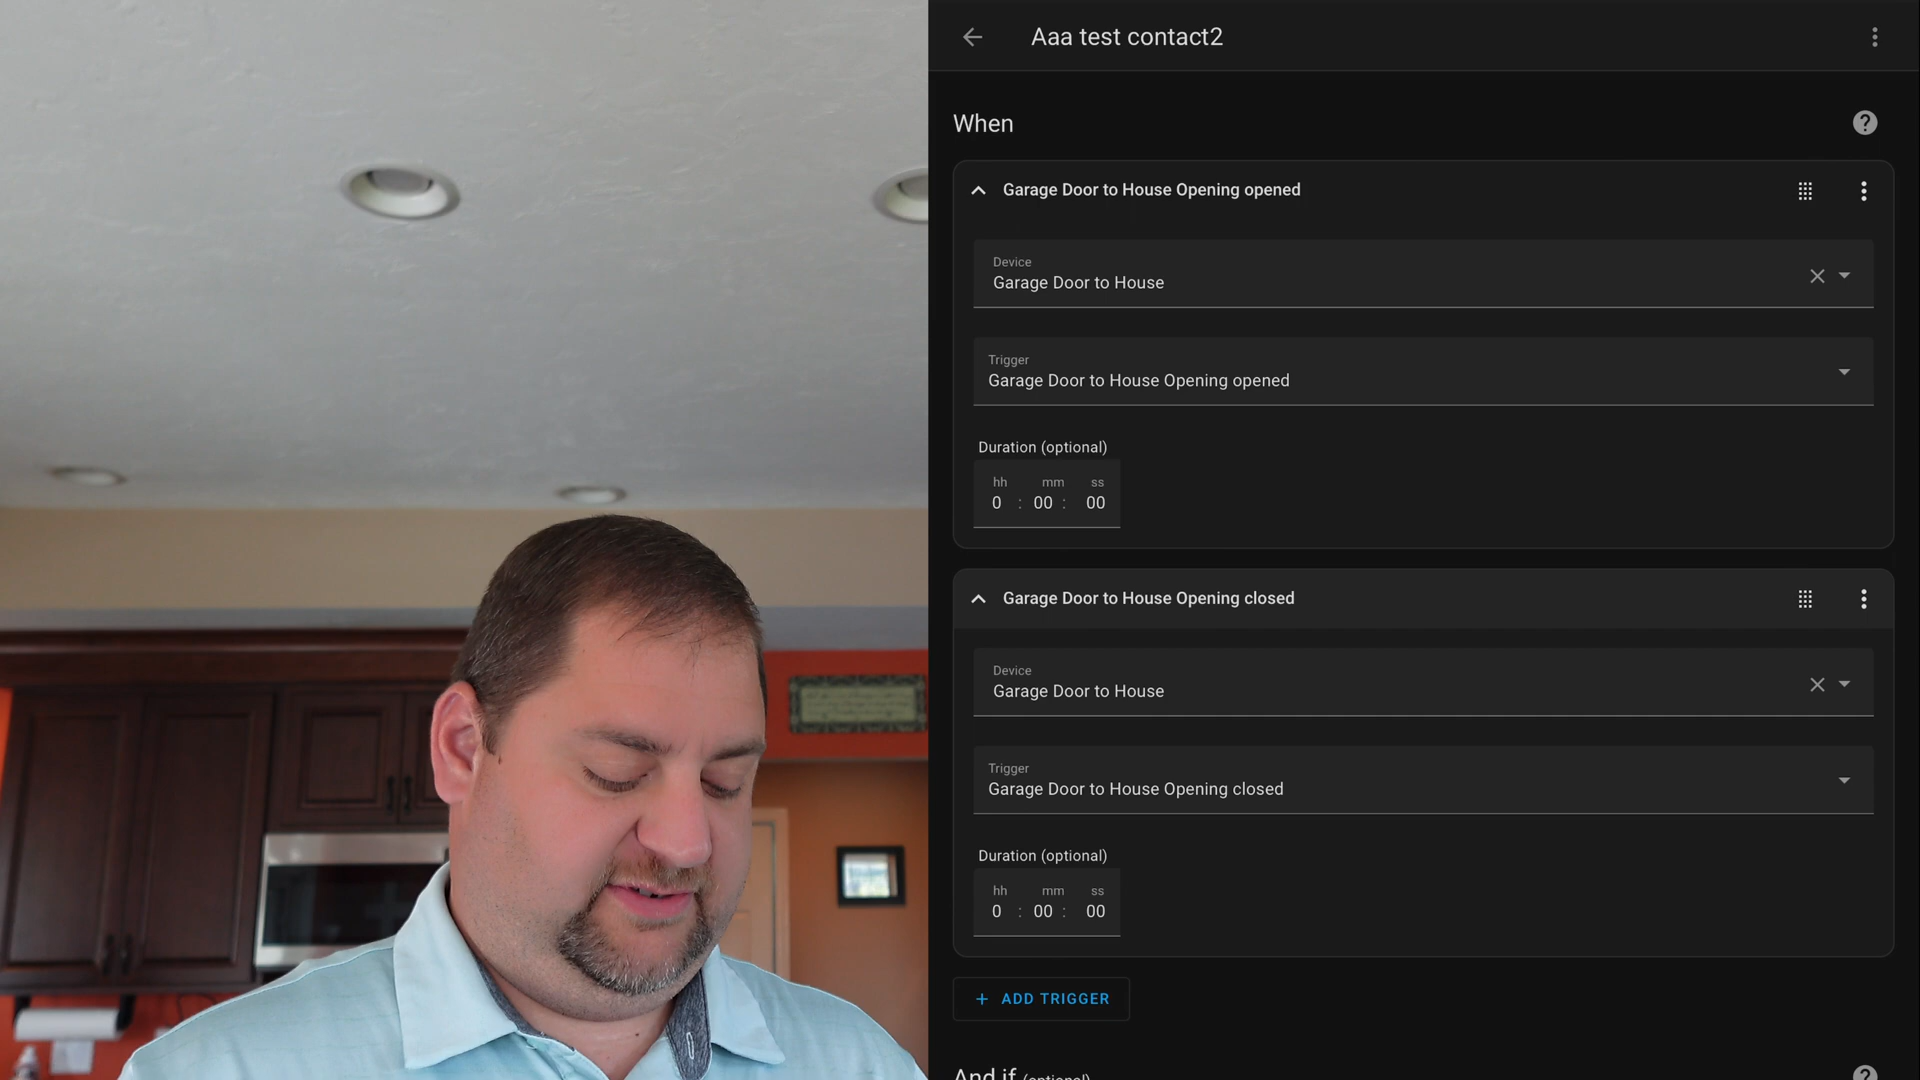 Aaa test contact2
When
Garage Door to House Opening opened
Device
Garage Door to House
Trigger
Garage Door to House Opening opened
Duration (optional)
hh mm ss
0 : 00 : 00
Garage Door to House Opening closed
Device
Garage Door to House
Trigger
Garage Door to House Opening closed
Duration (optional)
hh mm ss
0 : 00 : 00
+ ADD TRIGGER
And if (optional)